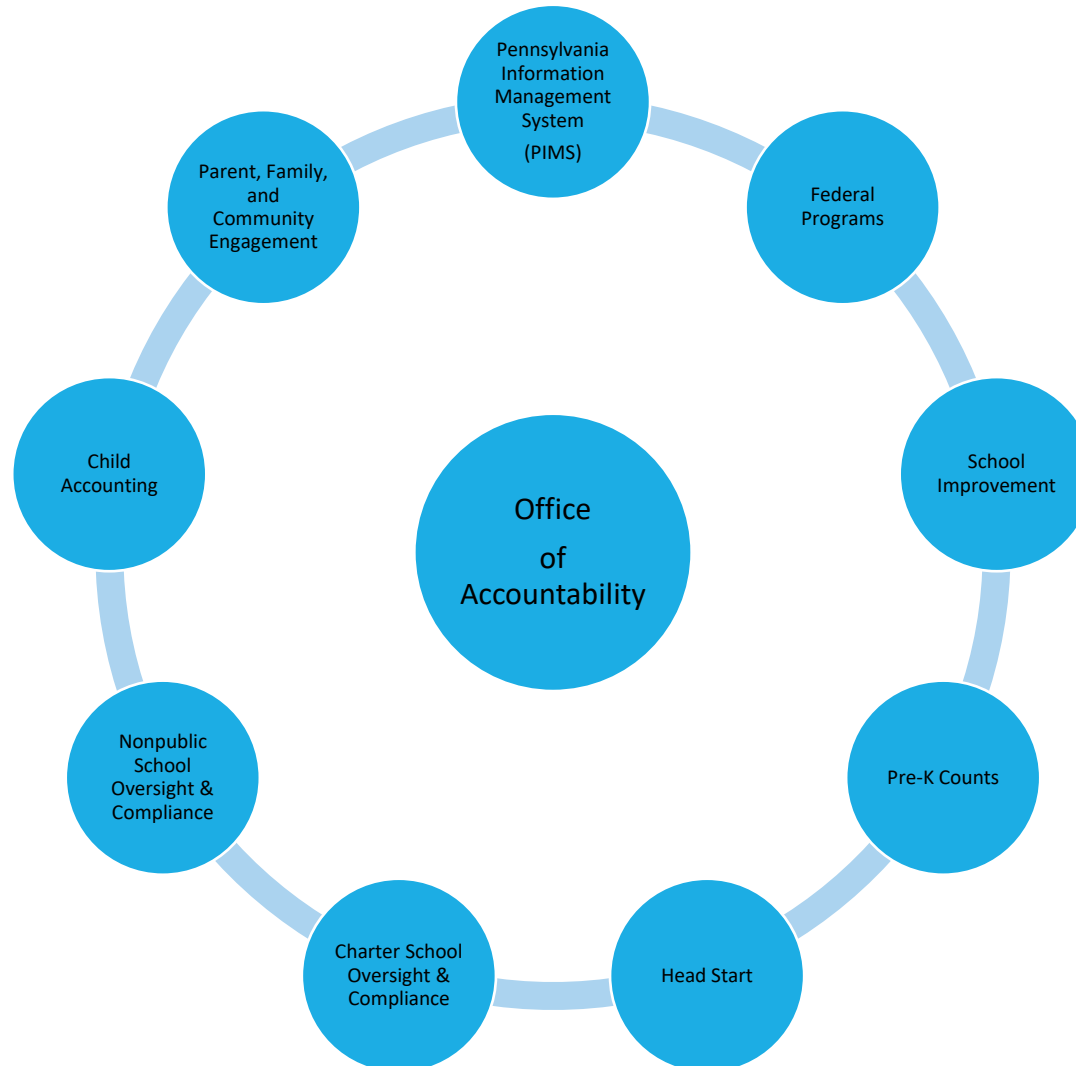 Pennsylvania
Information
Management
System
(PIMS)
Federal
Programs
School
Improvement
Pre-K Counts
Head Start
Charter School
Oversight &
Compliance
Nonpublic
School
Oversight &
Compliance
Child
Accounting
Parent, Family,
and
Community
Engagement
Office
of
Accountability